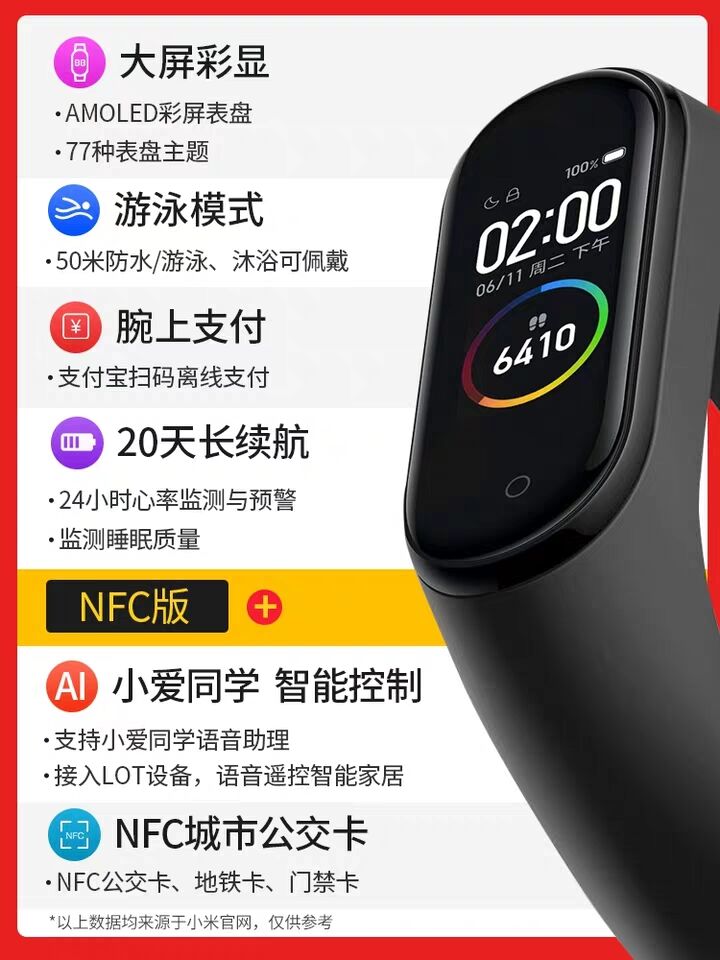 大屏彩显
·AMOLED彩屏表盘
·77种表盘主题
游泳模式
·50米防水/游泳、沐浴可佩戴
¥
腕上支付
·支付宝扫码离线支付
20天长续航
·24小时心率监测与预警
·监测睡眠质量
NFC版
+
AI
小爱同学 智能控制
·支持小爱同学语音助理
·接入LOT设备，语音遥控智能家居
NFC
NFC城市公交卡
·NFC公交卡、地铁卡、门禁卡
*以上数据均来源于小米官网，仅供参考
100%
02:00
06/11 周二 下午
6410